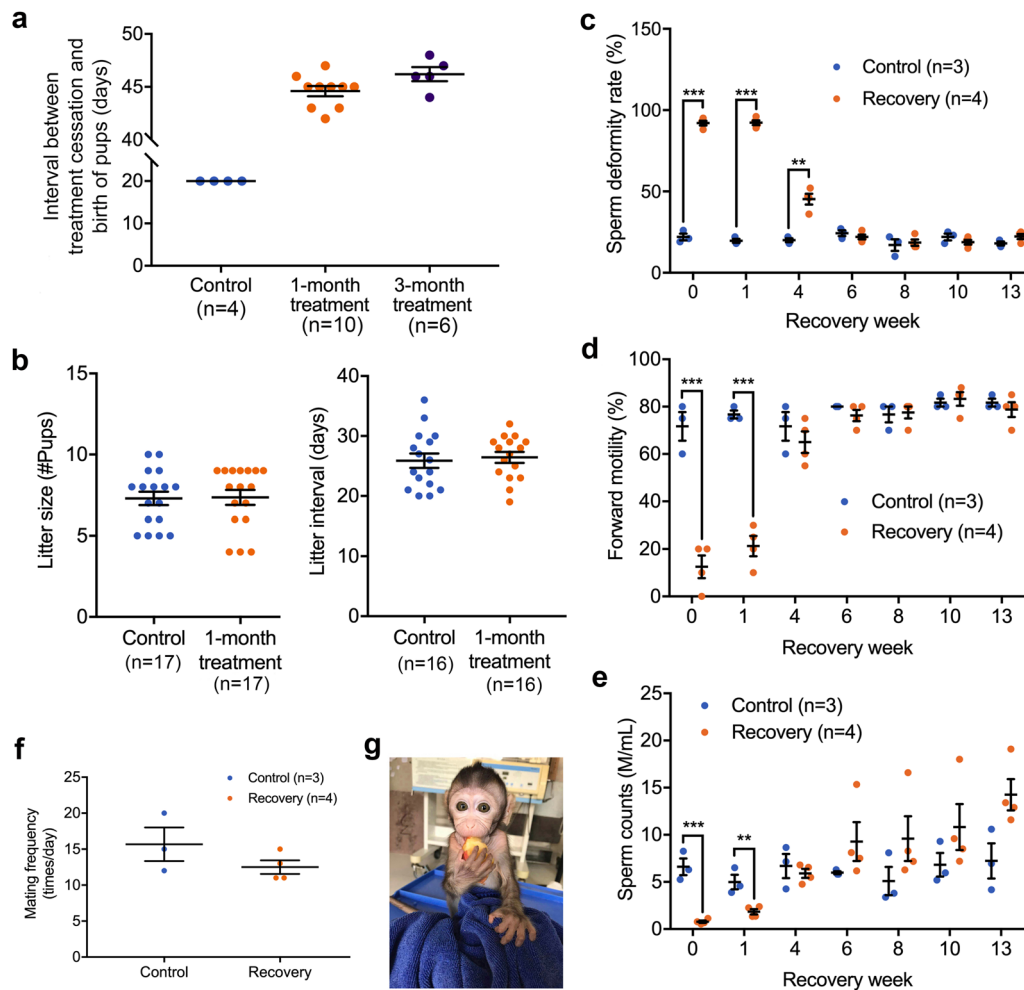 a
Interval between
treatment cessation and
birth of pups (days)
50
45
40
20
10
0
Control
(n=4)
1-month
treatment
(n=10)
3-month
treatment
(n=6)
b
Litter size (#Pups)
15
10
5
0
Control
(n=17)
1-month
treatment
(n=17)
Litter interval (days)
40
30
20
10
0
Control
(n=16)
1-month
treatment
(n=16)
c
Sperm deformity rate (%)
150
100
50
0
Control (n=3)
Recovery (n=4)
***
***
**
0 1 4 6 8 10 13
Recovery week
d
Forward motility (%)
100
80
60
40
20
0
***
***
Control (n=3)
Recovery (n=4)
0 1 4 6 8 10 13
Recovery week
e
Sperm counts (M/mL)
25
20
15
10
5
0
Control (n=3)
Recovery (n=4)
***
**
0 1 4 6 8 10 13
Recovery week
f
Mating frequency
(times/day)
25
20
15
10
5
0
Control (n=3)
Recovery (n=4)
Control
Recovery
g